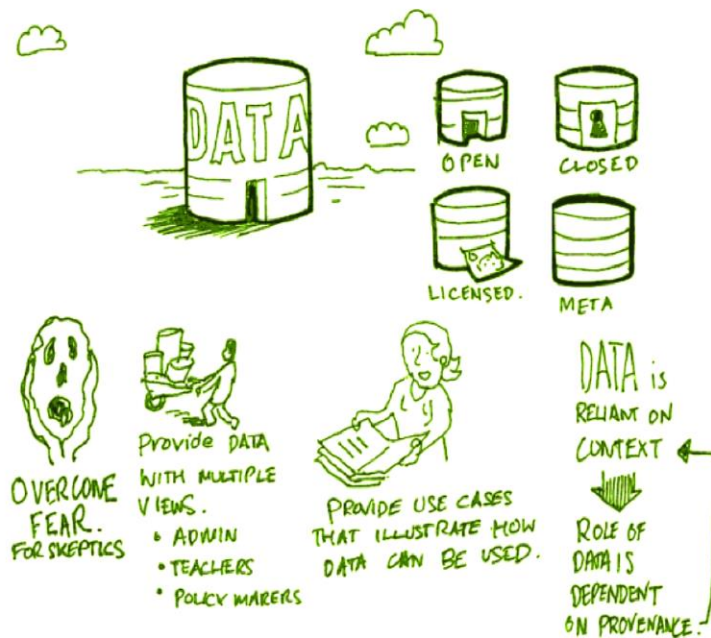 DATA
OPEN
CLOSED
LICENSED.
META
OVERCOME
FEAR.
FOR SKEPTICS
Provide DATA
WITH MULTIPLE
VIEWS.
• ADMIN
• TEACHERS
• POLICY MAKERS
PROVIDE USE CASES
THAT ILLUSTRATE HOW
DATA CAN BE USED.
DATA is
RELIANT ON
CONTEXT
ROLE OF
DATA IS
DEPENDENT
ON PROVENANCE.